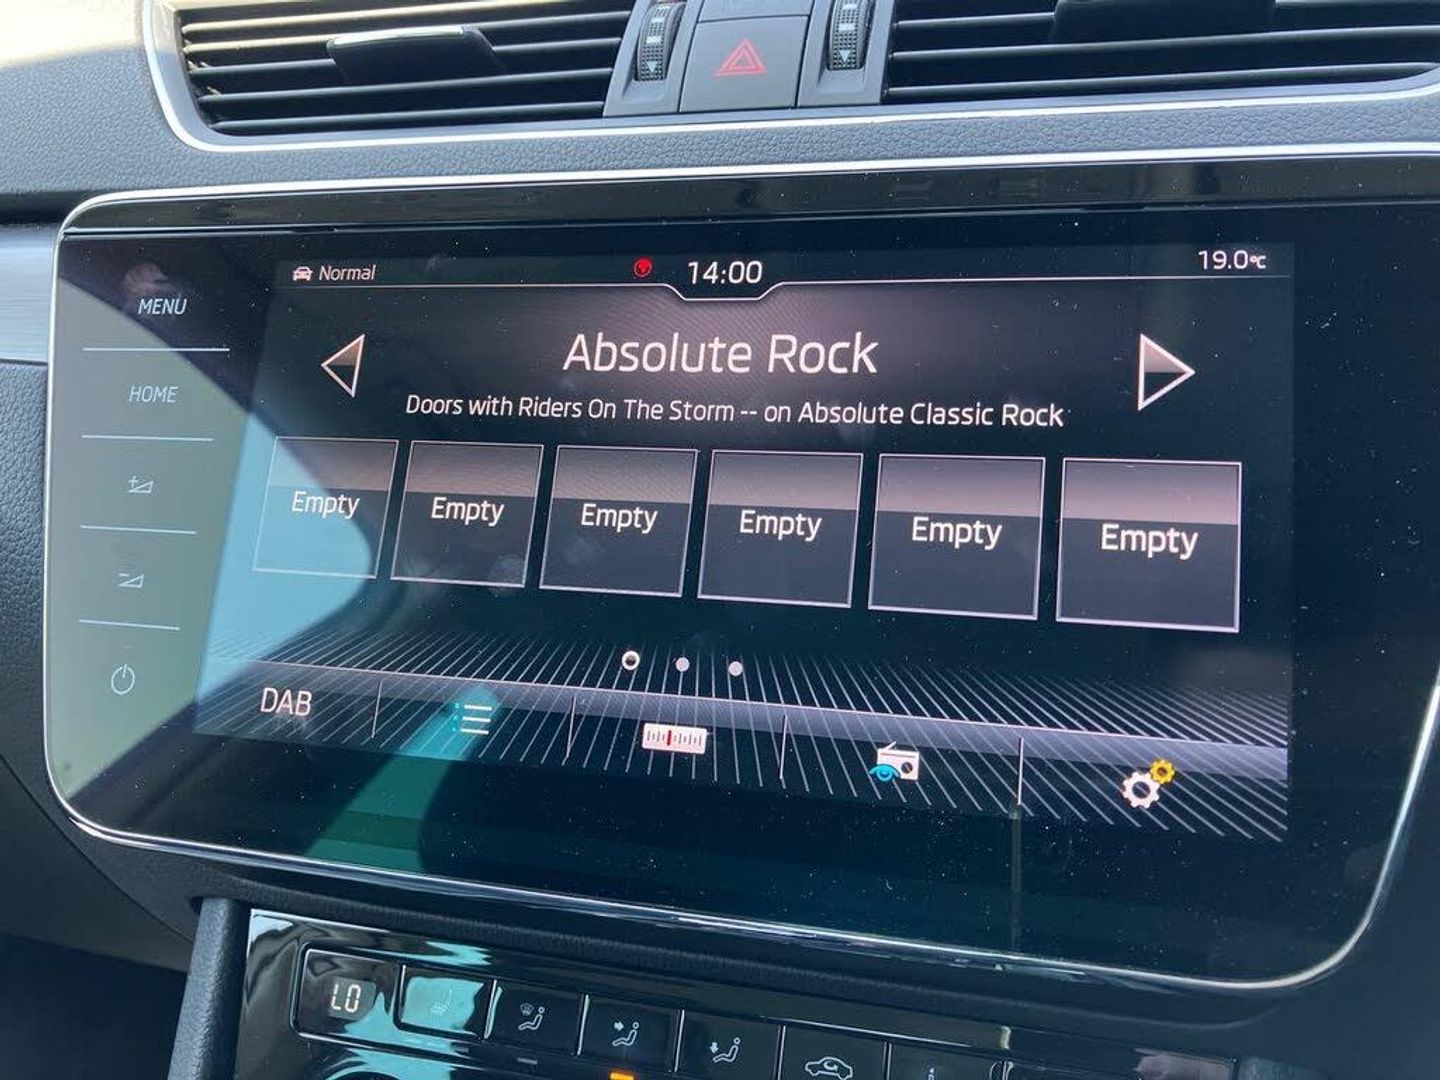 Normal
14:00
19.0°C
MENU
HOME
Absolute Rock
Doors with Riders On The Storm -- on Absolute Classic Rock
Empty Empty Empty Empty Empty Empty
DAB
LO